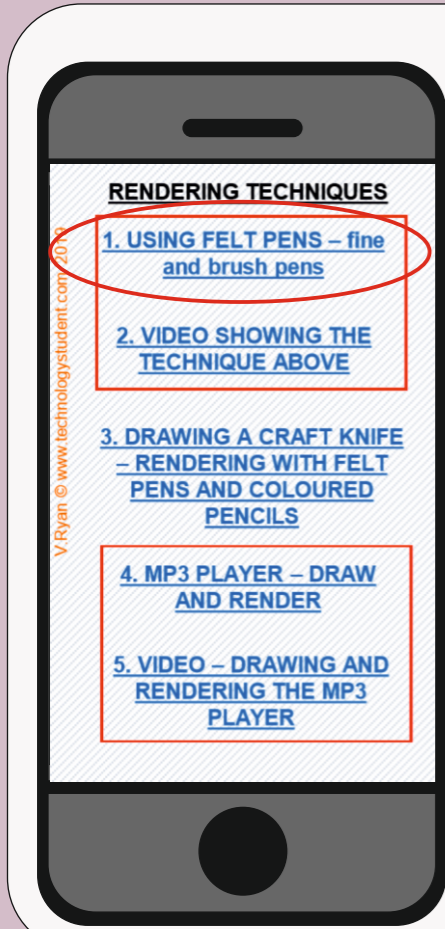 RENDERING TECHNIQUES
1. USING FELT PENS – fine
and brush pens
2. VIDEO SHOWING THE
TECHNIQUE ABOVE
3. DRAWING A CRAFT KNIFE
– RENDERING WITH FELT
PENS AND COLOURED
PENCILS
4. MP3 PLAYER – DRAW
AND RENDER
5. VIDEO – DRAWING AND
RENDERING THE MP3
PLAYER
V.Ryan © www.technologystudent.com 2019